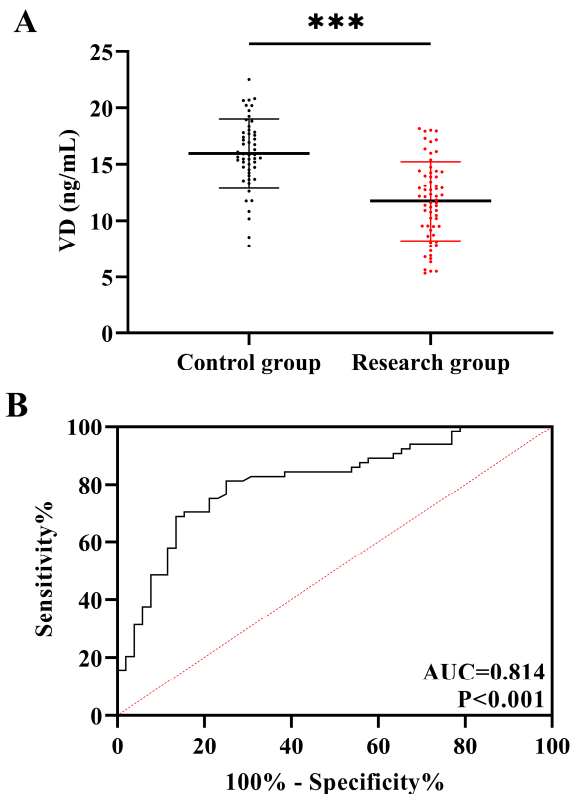 A
***
25
20
15
10
5
0
VD (ng/mL)
Control group
Research group
B
100
80
60
40
20
0
Sensitivity%
AUC=0.814
P<0.001
0
20
40
60
80
100
100% - Specificity%